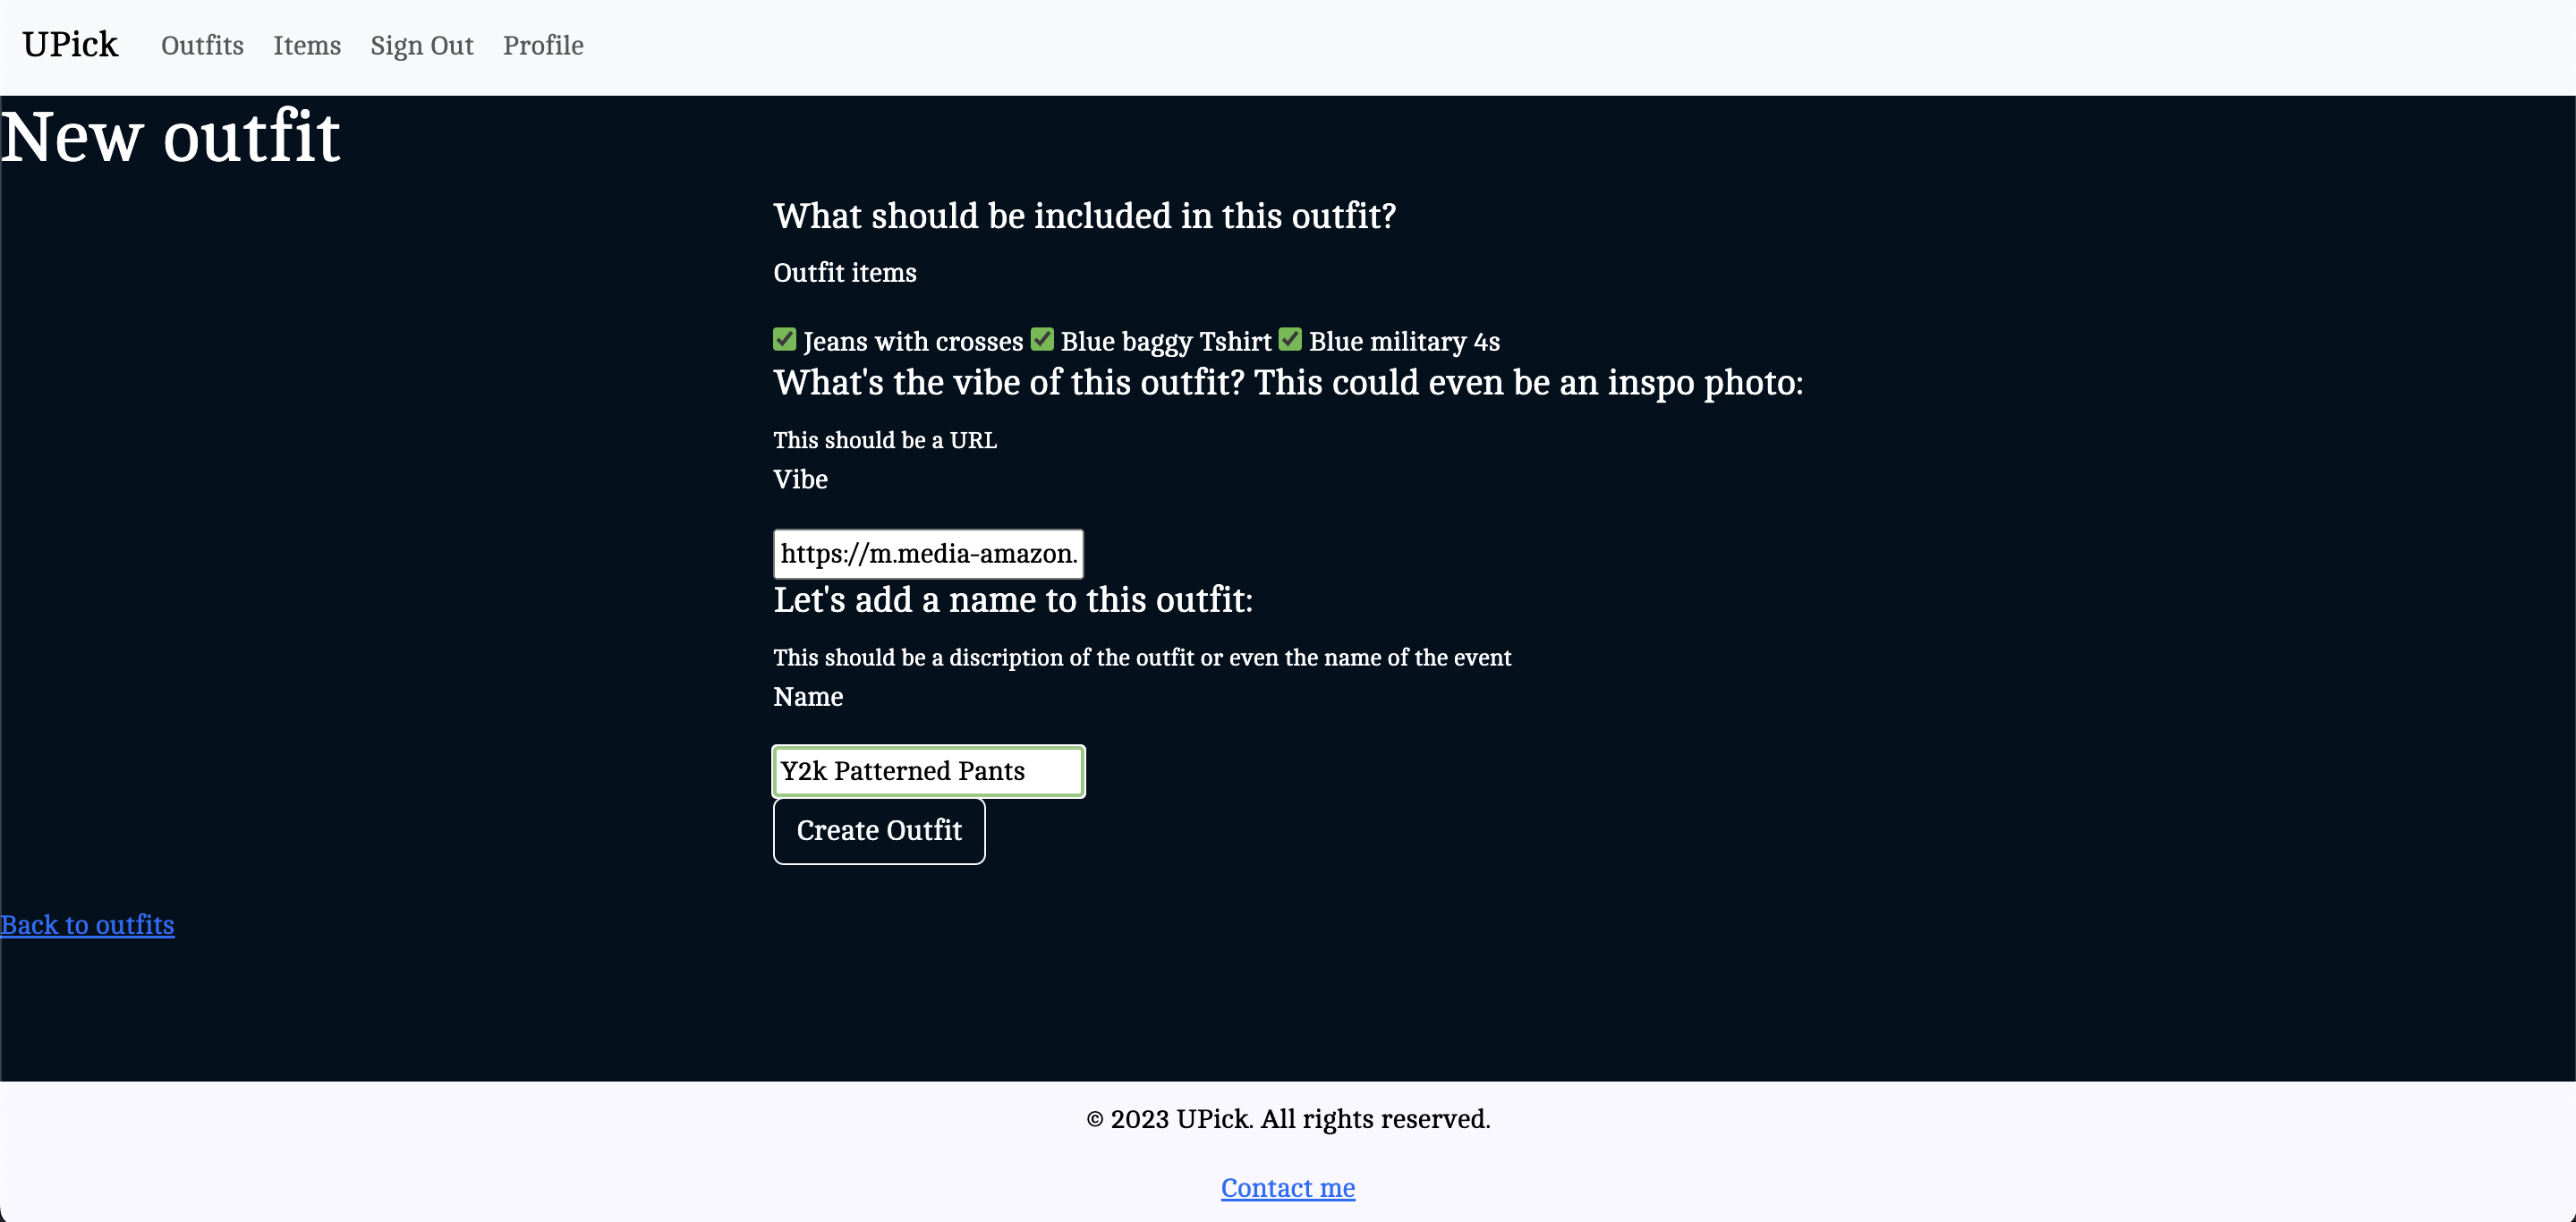 UPick Outfits Items Sign Out Profile
New outfit
What should be included in this outfit?
Outfit items
Jeans with crosses Blue baggy Tshirt Blue military 4s
What's the vibe of this outfit? This could even be an inspo photo:
This should be a URL
Vibe
https://m.media-amazon.
Let's add a name to this outfit:
This should be a discription of the outfit or even the name of the event
Name
Y2k Patterned Pants
Create Outfit
Back to outfits
© 2023 UPick. All rights reserved.
Contact me